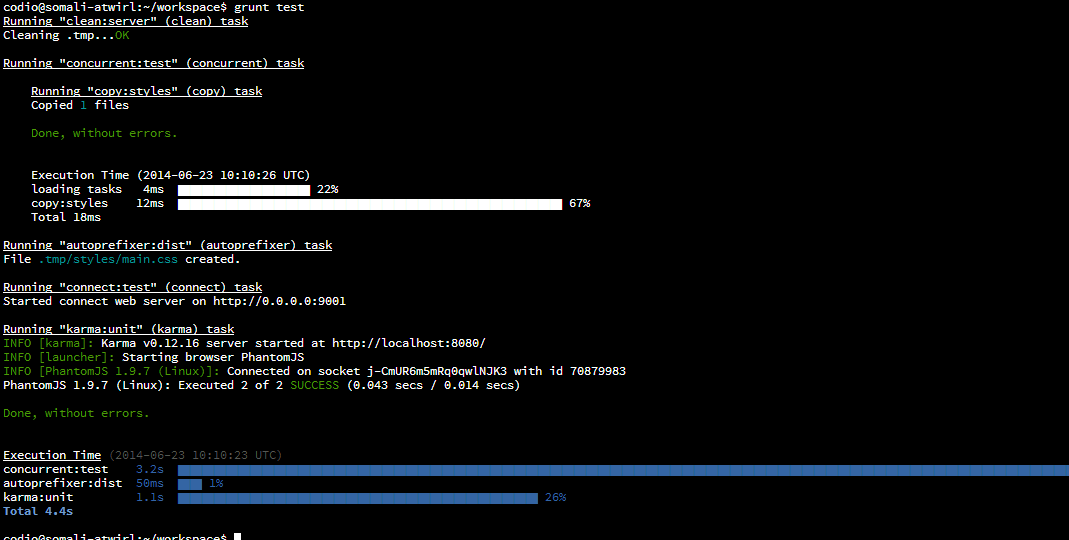 codio@somali-atwirl:~/workspace$ grunt test
Running "clean:server" (clean) task
Cleaning .tmp...OK
Running "concurrent:test" (concurrent) task
Running "copy:styles" (copy) task
Copied 1 files
Done, without errors.
Execution Time (2014-06-23 10:10:26 UTC)
loading tasks 4ms 22%
copy:styles 12ms 67%
Total 18ms
Running "autoprefixer:dist" (autoprefixer) task
File .tmp/styles/main.css created.
Running "connect:test" (connect) task
Started connect web server on http://0.0.0.0:9001
Running "karma:unit" (karma) task
INFO [karma]: Karma v0.12.16 server started at http://localhost:8080/
INFO [launcher]: Starting browser PhantomJS
INFO [PhantomJS 1.9.7 (Linux)]: Connected on socket j-CmUR6m5mRq0qwlNJK3 with id 70879983
PhantomJS 1.9.7 (Linux): Executed 2 of 2 SUCCESS (0.043 secs / 0.014 secs)
Done, without errors.
Execution Time (2014-06-23 10:10:23 UTC)
concurrent:test 3.2s
autoprefixer:dist 50ms 1%
karma:unit 1.1s 26%
Total 4.4s
codio@somali-atwirl:~/workspace$